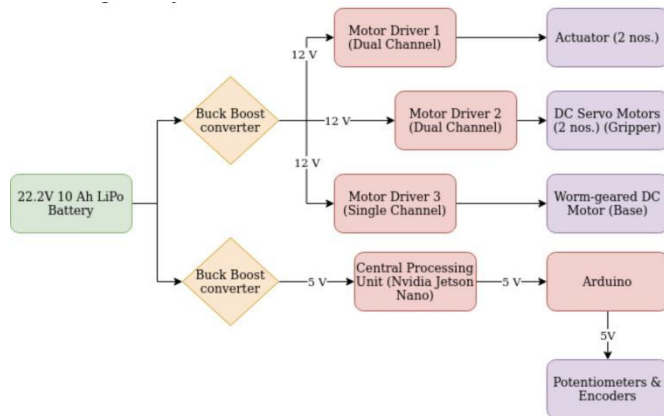 Motor Driver 1
(Dual Channel)
Actuator (2 nos.)
12 V
Buck Boost
converter
12 V
Motor Driver 2
(Dual Channel)
DC Servo Motors
(2 nos.) (Gripper)
12 V
22.2V 10 Ah LiPo
Battery
Motor Driver 3
(Single Channel)
Worm-geared DC
Motor (Base)
Buck Boost
converter
5 V
Central Processing
Unit (Nvidia Jetson
Nano)
5 V
Arduino
5V
Potentiometers &
Encoders